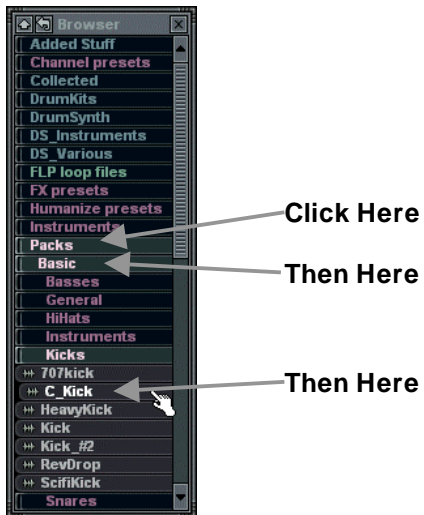 Browser
Added Stuff
Channel presets
Collected
DrumKits
DrumSynth
DS_Instruments
DS_Various
FLP loop files
FX presets
Humanize presets
Instruments
Click Here
Packs
Basic
Then Here
Basses
General
HiHats
Instruments
Kicks
707kick
C_Kick
Then Here
HeavyKick
Kick
Kick_#2
RevDrop
ScifiKick
Snares